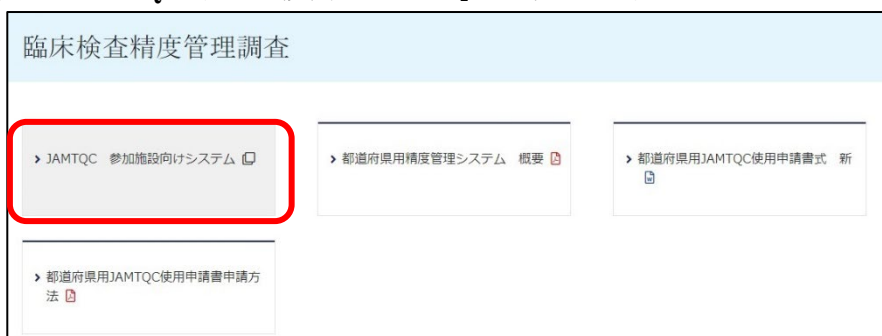 臨床検査精度管理調査
JAMTQC 参加施設向けシステム
都道府県用精度管理システム 概要
都道府県用JAMTQC使用申請書式 新
都道府県用JAMTQC使用申請書申請方
法